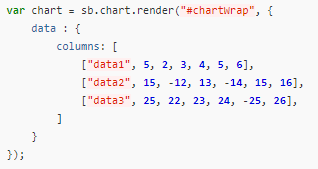 var chart = sb.chart.render("#chartWrap", {
    data : {
        columns: [
            ["data1", 5, 2, 3, 4, 5, 6],
            ["data2", 15, -12, 13, -14, 15, 16],
            ["data3", 25, 22, 23, 24, -25, 26],
        ]
    }
});